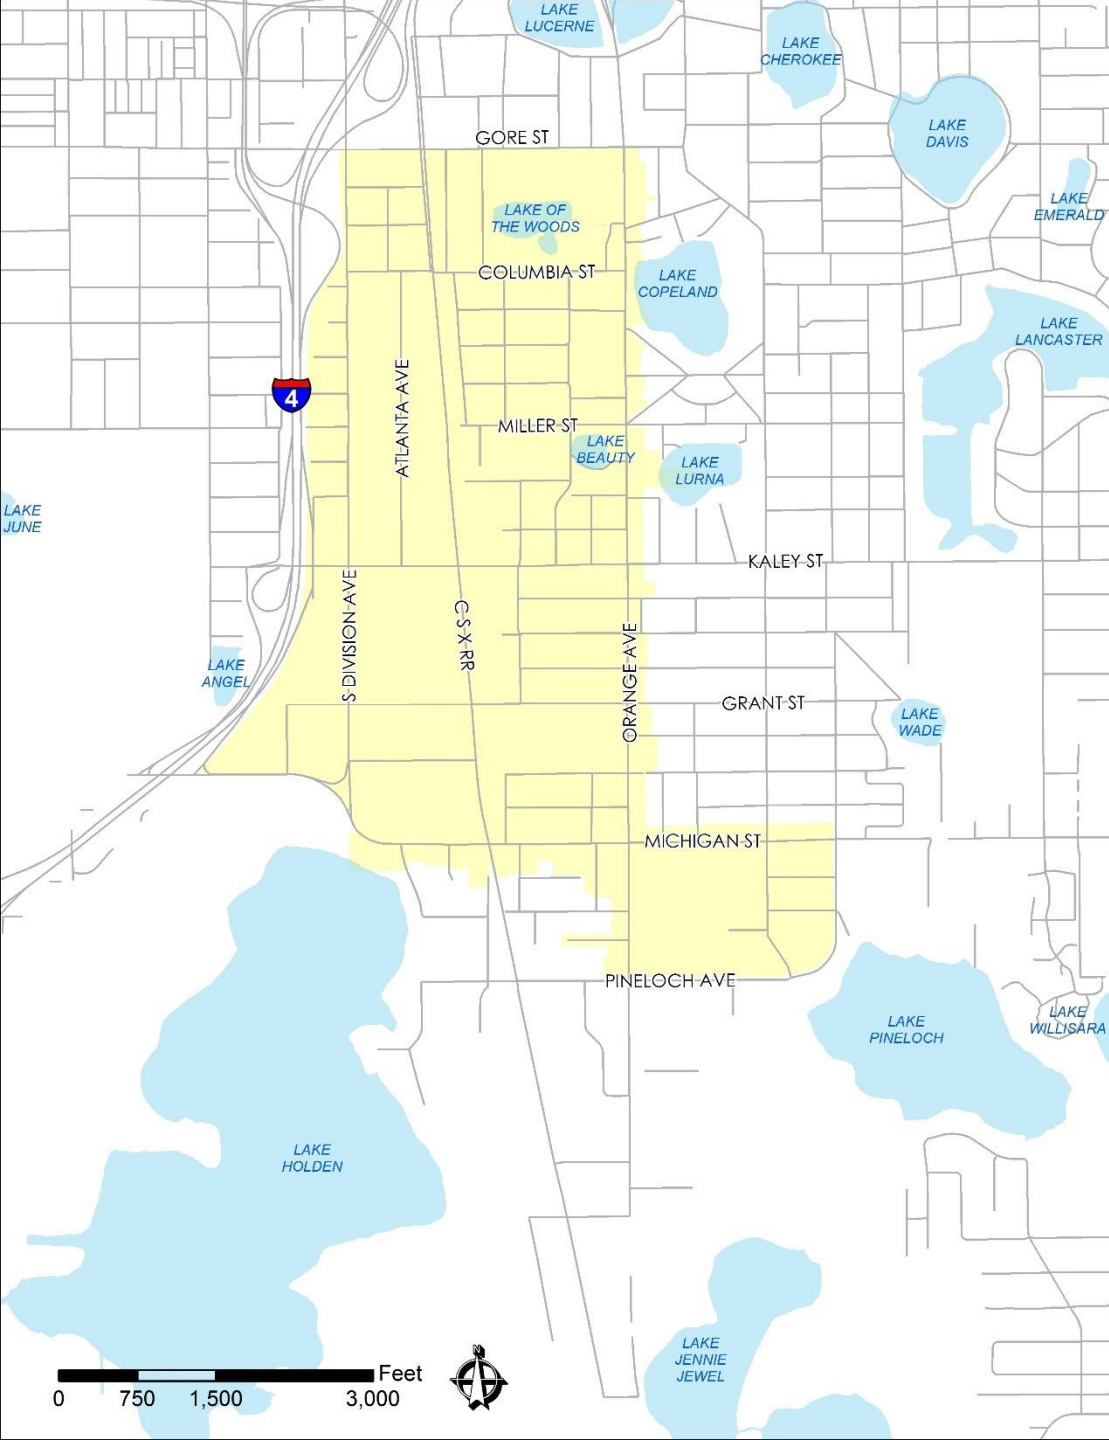 LAKE
LUCERNE
LAKE
CHEROKEE
LAKE
DAVIS
GORE ST
LAKE
EMERALD
LAKE OF
THE WOODS
COLUMBIA ST
LAKE
COPELAND
LAKE
LANCASTER
4
ATLANTA AVE
MILLER ST
LAKE
BEAUTY
LAKE
LURNA
LAKE
JUNE
KALEY ST
S DIVISION AVE
C S X RR
ORANGE AVE
LAKE
ANGEL
GRANT ST
LAKE
WADE
MICHIGAN ST
PINELOCH AVE
LAKE
PINELOCH
LAKE
WILLISARA
LAKE
HOLDEN
LAKE
JENNIE
JEWEL
N
Feet
0 750 1,500 3,000